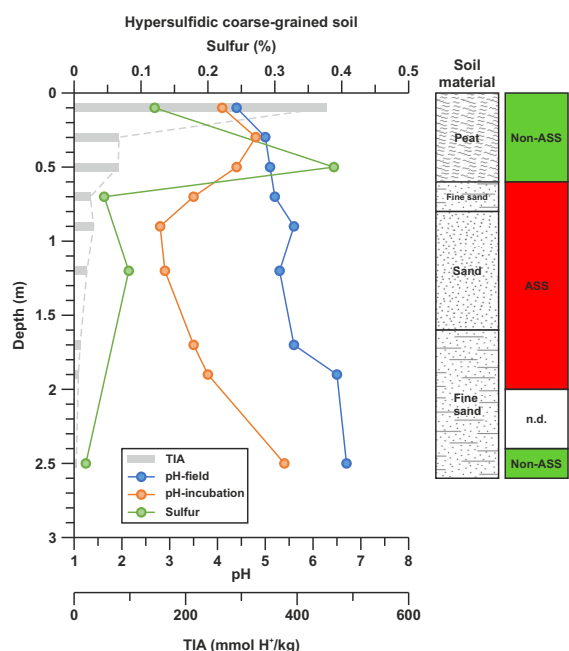 Hypersulfidic coarse-grained soil
Sulfur (%)
0 0.1 0.2 0.3 0.4 0.5
Soil
material
0
0.5
1
1.5
2
2.5
3
Depth (m)
Peat
Fine sand
Sand
Fine
sand
Non-ASS
ASS
n.d.
Non-ASS
TIA
pH-field
pH-incubation
Sulfur
1 2 3 4 5 6 7 8
pH
0 200 400 600
TIA (mmol H⁺/kg)